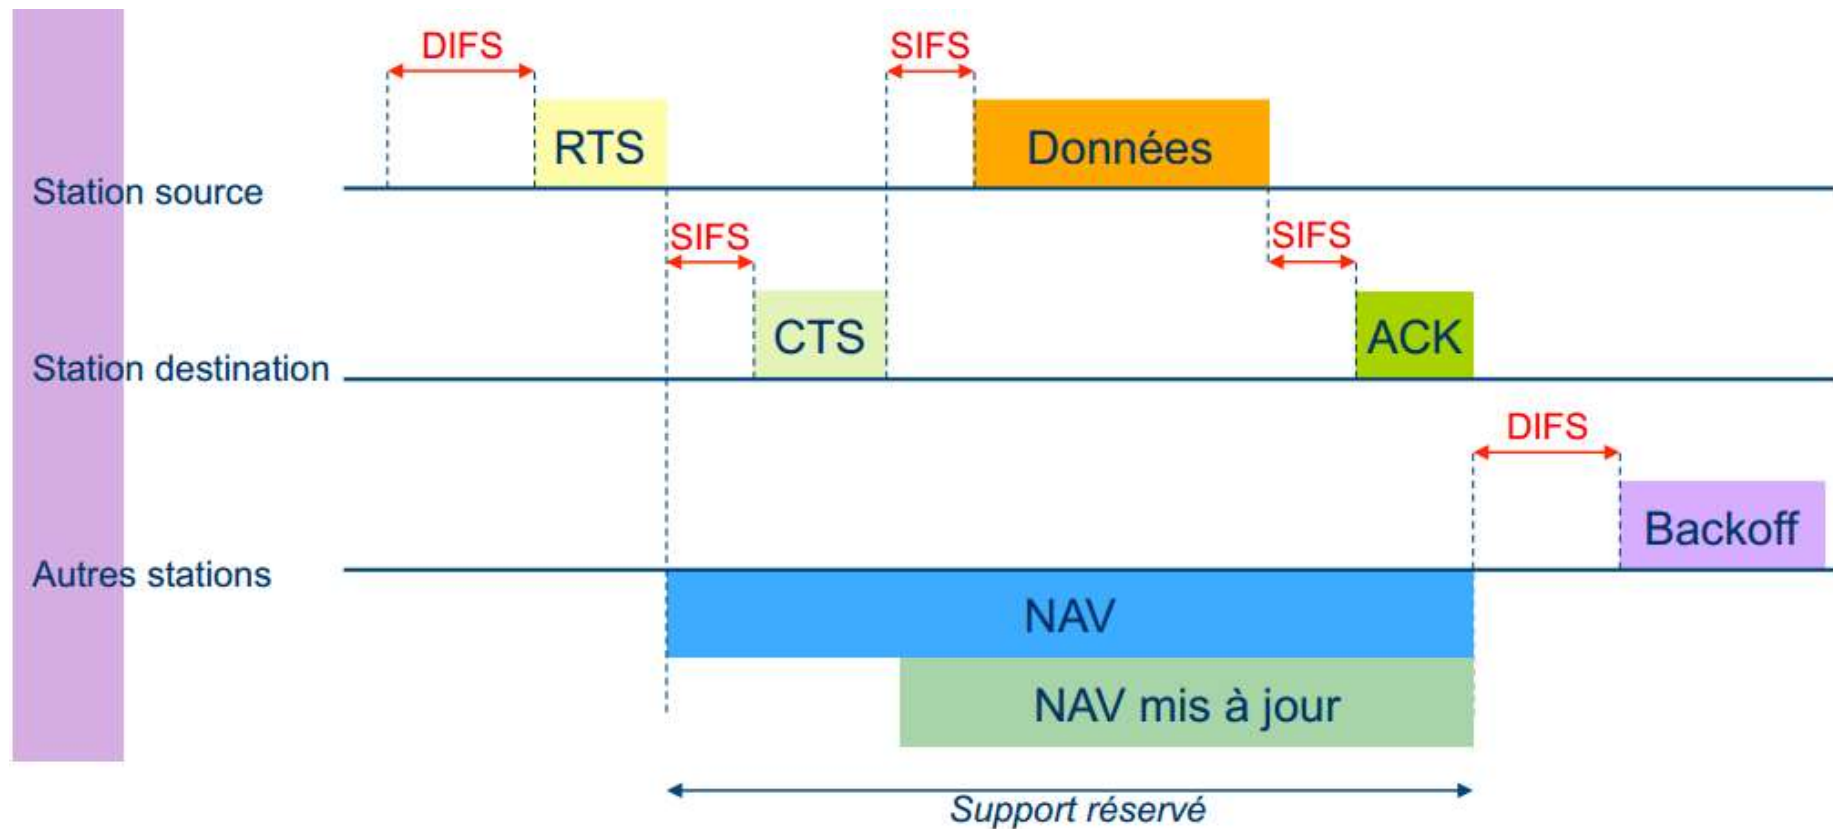 DIFS
SIFS
RTS
Données
Station source
SIFS
SIFS
CTS
ACK
Station destination
DIFS
Backoff
Autres stations
NAV
NAV mis à jour
Support réservé